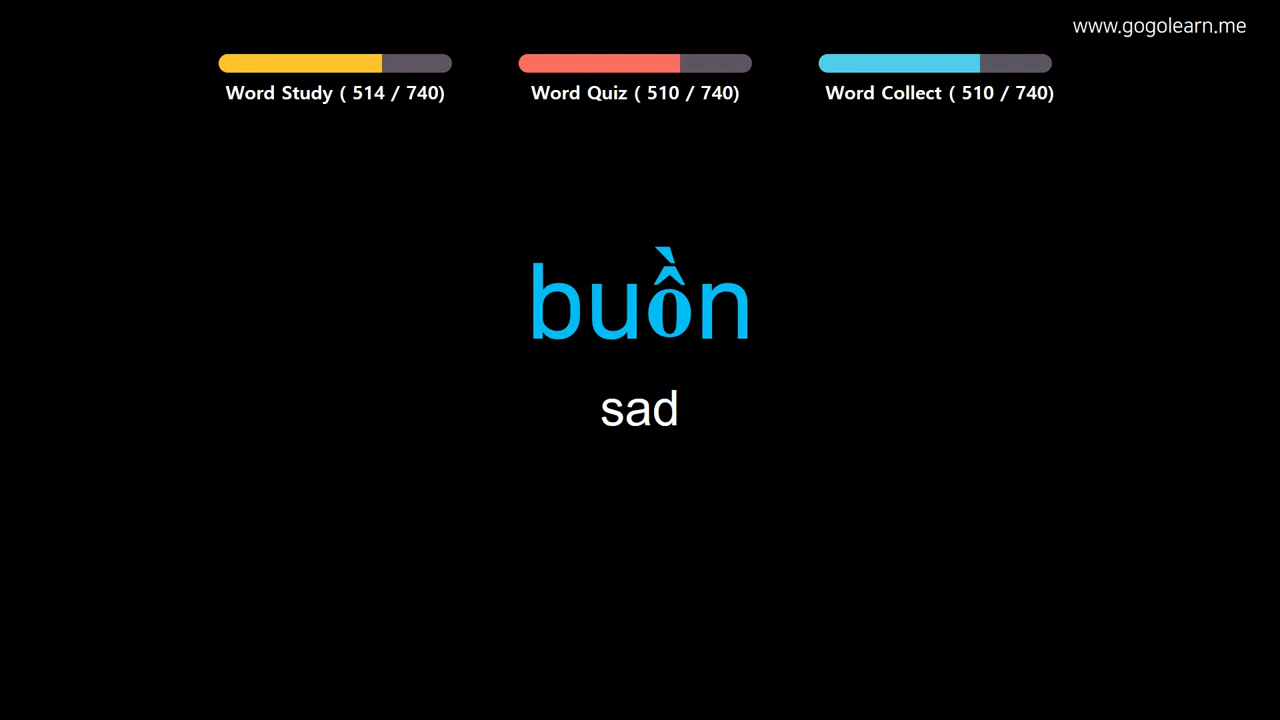 www.gogolearn.me
Word Study ( 514 / 740)
Word Quiz ( 510 / 740)
Word Collect ( 510 / 740)
buồn
sad